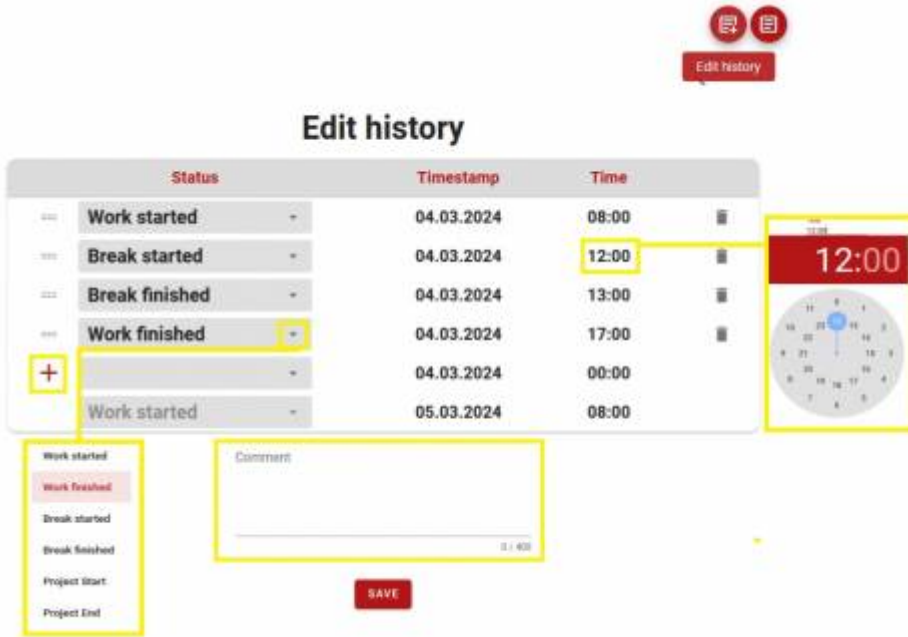 Edit history
Edit history
Status Timestamp Time
Work started 04.03.2024 08:00
Break started 04.03.2024 12:00
Break finished 04.03.2024 13:00
Work finished 04.03.2024 17:00
+ 04.03.2024 00:00
Work started 05.03.2024 08:00
12:00
Work started
Work finished
Break started
Break finished
Project Start
Project End
Comment
0 / 400
SAVE